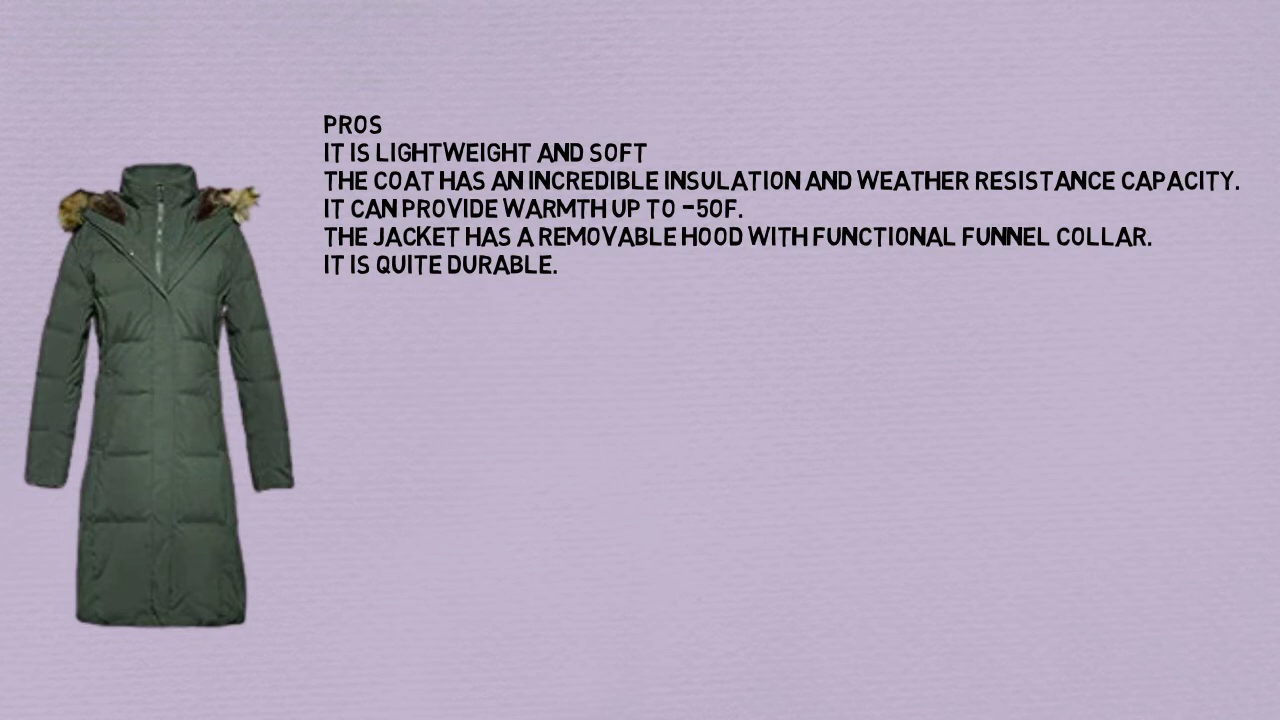 PROS
IT IS LIGHTWEIGHT AND SOFT
THE COAT HAS AN INCREDIBLE INSULATION AND WEATHER RESISTANCE CAPACITY.
IT CAN PROVIDE WARMTH UP TO -50F.
THE JACKET HAS A REMOVABLE HOOD WITH FUNCTIONAL FUNNEL COLLAR.
IT IS QUITE DURABLE.